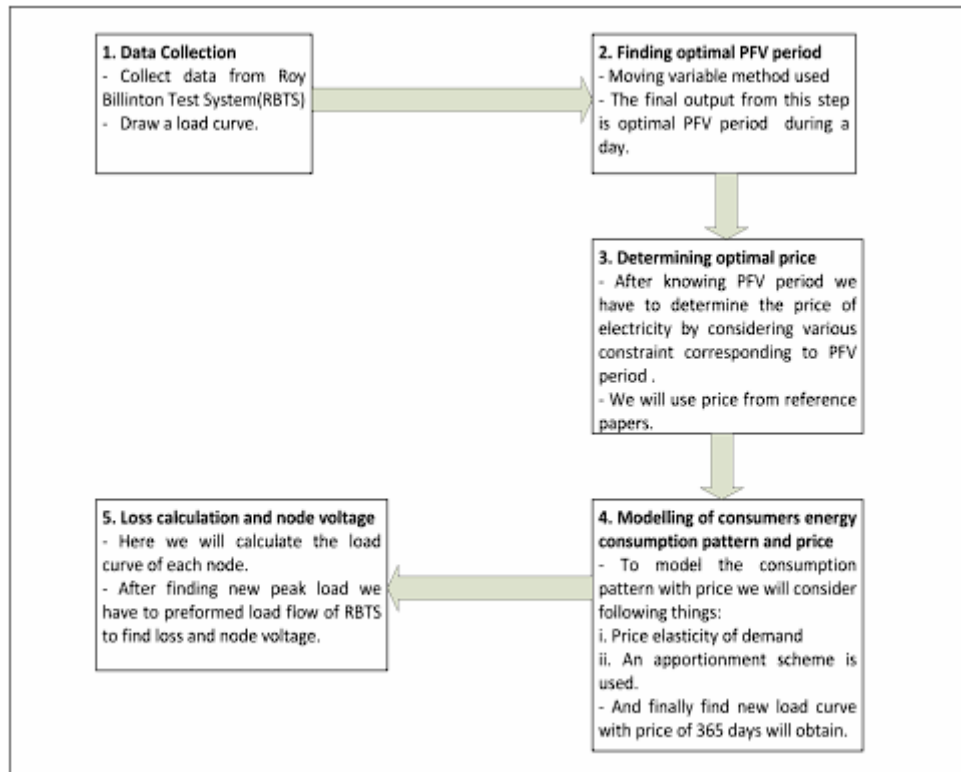 1. Data Collection
- Collect data from Roy
Billinton Test System(RBTS)
- Draw a load curve.
2. Finding optimal PFV period
- Moving variable method used
- The final output from this step
is optimal PFV period during a
day.
3. Determining optimal price
- After knowing PFV period we
have to determine the price of
electricity by considering various
constraint corresponding to PFV
period .
- We will use price from reference
papers.
4. Modelling of consumers energy
consumption pattern and price
- To model the consumption
pattern with price we will consider
following things:
i. Price elasticity of demand
ii. An apportionment scheme is
used.
- And finally find new load curve
with price of 365 days will obtain.
5. Loss calculation and node voltage
- Here we will calculate the load
curve of each node.
- After finding new peak load we
have to preformed load flow of RBTS
to find loss and node voltage.